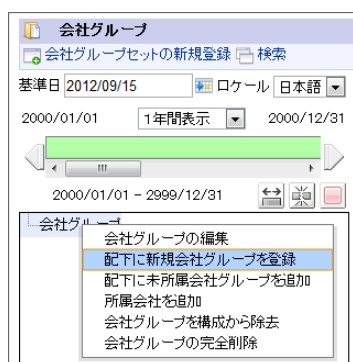 会社グループ
会社グループセットの新規登録 検索
基準日 2012/09/15 ロケール 日本語
2000/01/01 1年間表示 2000/12/31
2000/01/01 - 2999/12/31
会社グループ
会社グループの編集
配下に新規会社グループを登録
配下に未所属会社グループを追加
所属会社を追加
会社グループを構成から除去
会社グループの完全削除